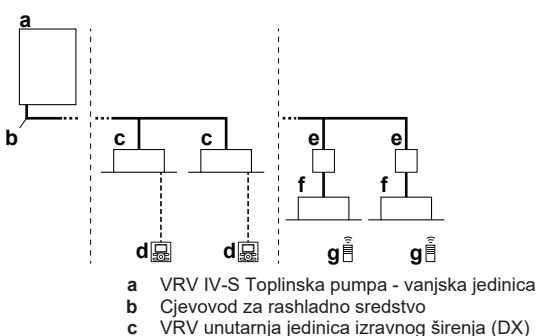 a
b
c c e e
f f
d d g g
a VRV IV-S Toplinska pumpa - vanjska jedinica
b Cjevovod za rashladno sredstvo
c VRV unutarnja jedinica izravnog širenja (DX)